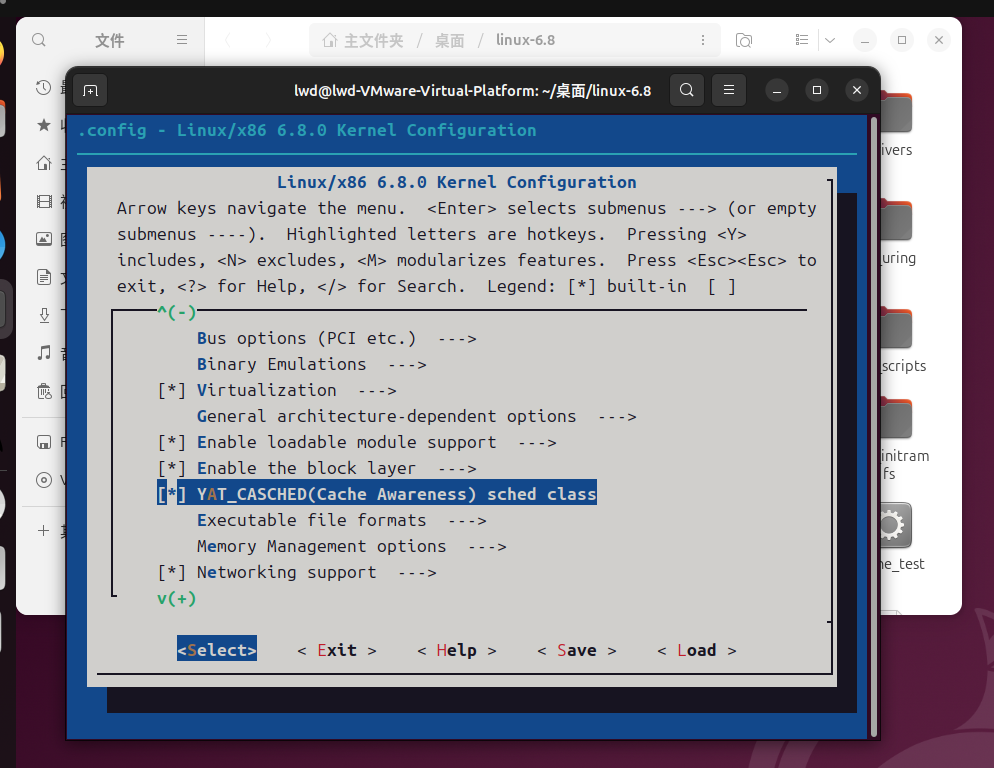 文件
主文件夹 / 桌面 / linux-6.8
lwd@lwd-VMware-Virtual-Platform: ~/桌面/linux-6.8
.config - Linux/x86 6.8.0 Kernel Configuration
Linux/x86 6.8.0 Kernel Configuration
Arrow keys navigate the menu.  <Enter> selects submenus ---> (or empty
submenus ----).  Highlighted letters are hotkeys.  Pressing <Y>
includes, <N> excludes, <M> modularizes features.  Press <Esc><Esc> to
exit, <?> for Help, </> for Search.  Legend: [*] built-in  [ ]
^(-)
Bus options (PCI etc.)  --->
Binary Emulations  --->
[*] Virtualization  --->
General architecture-dependent options  --->
[*] Enable loadable module support  --->
[*] Enable the block layer  --->
[*] YAT_CASCHED(Cache Awareness) sched class
Executable file formats  --->
Memory Management options  --->
[*] Networking support  --->
v(+)
<Select>    < Exit >    < Help >    < Save >    < Load >
ivers
uring
scripts
initram
fs
ne_test